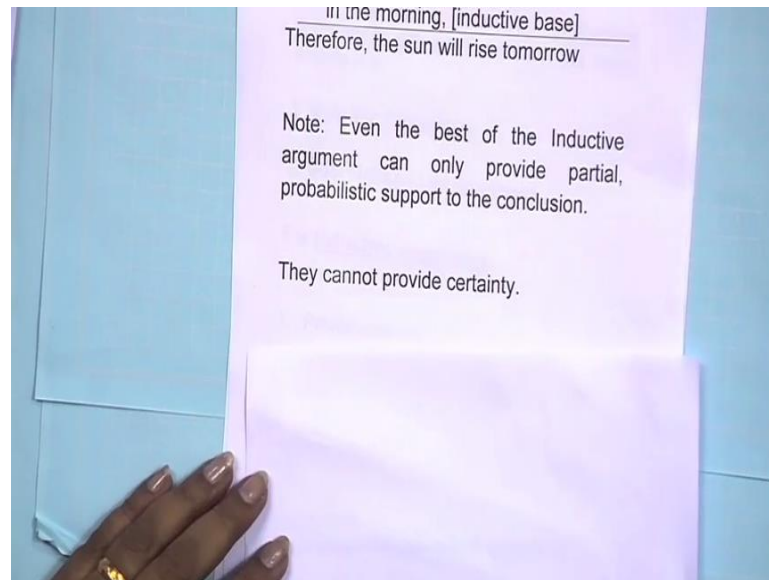 in the morning, [inductive base]
Therefore, the sun will rise tomorrow
Note: Even the best of the Inductive
argument can only provide partial,
probabilistic support to the conclusion.
They cannot provide certainty.